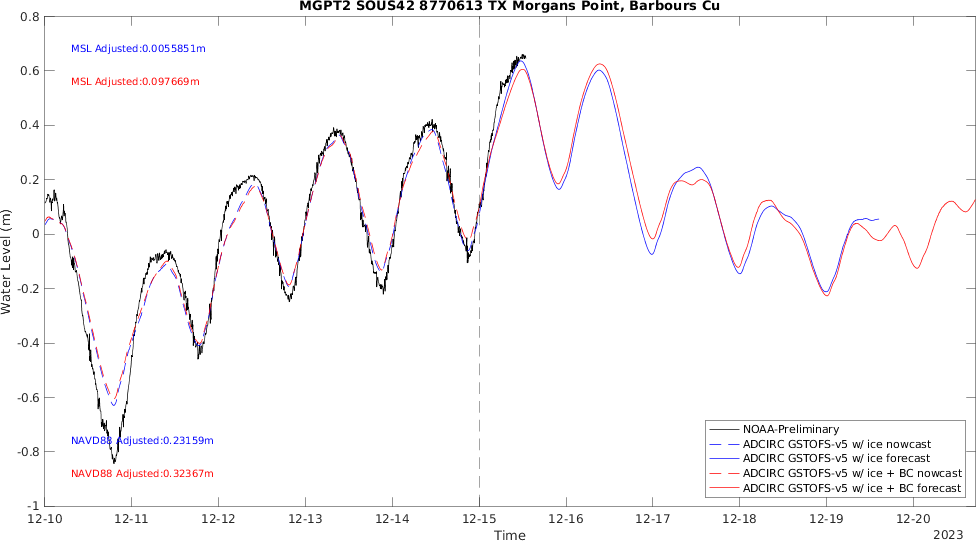 MGPT2 SOUS42 8770613 TX Morgans Point, Barbours Cu
0.8
0.6
0.4
0.2
0
-0.2
-0.4
-0.6
-0.8
-1
Water Level (m)
MSL Adjusted:0.0055851m
MSL Adjusted:0.097669m
NAVD88 Adjusted:0.23159m
NAVD88 Adjusted:0.32367m
NOAA-Preliminary
ADCIRC GSTOFS-v5 w/ ice nowcast
ADCIRC GSTOFS-v5 w/ ice forecast
ADCIRC GSTOFS-v5 w/ ice + BC nowcast
ADCIRC GSTOFS-v5 w/ ice + BC forecast
12-10 12-11 12-12 12-13 12-14 12-15 12-16 12-17 12-18 12-19 12-20
Time
2023